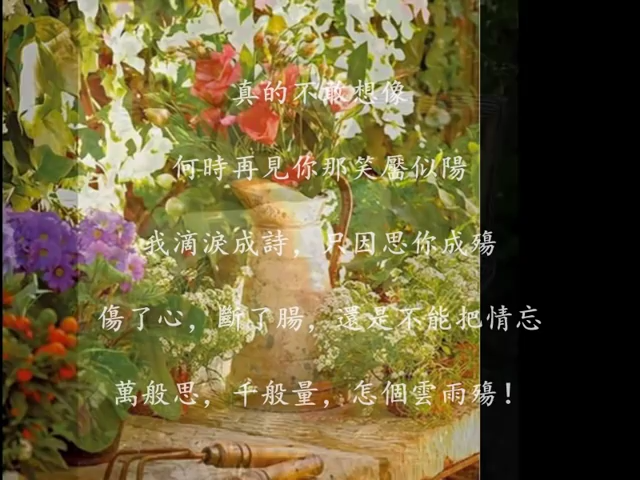 真的不敢想像
何時再見你那笑靨似陽
我滴淚成詩，只因思你成殤
傷了心，斷了腸，還是不能把情忘
萬般思，千般量，怎個雲雨殤！